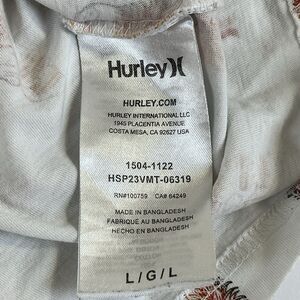 Hurley
HURLEY.COM
HURLEY INTERNATIONAL LLC
1945 PLACENTIA AVENUE
COSTA MESA, CA 92627 USA
1504-1122
HSP23VMT-06319
RN#100759 CA# 64249
MADE IN BANGLADESH
FABRIQUÉ AU BANGLADESH
HECHO EN BANGLADESH
L / G / L